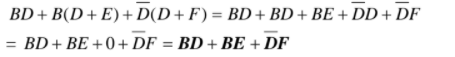 BD + B(D + E) + D̅(D + F) = BD + BD + BE + D̅D + D̅F
= BD + BE + 0 + D̅F = BD + BE + D̅F